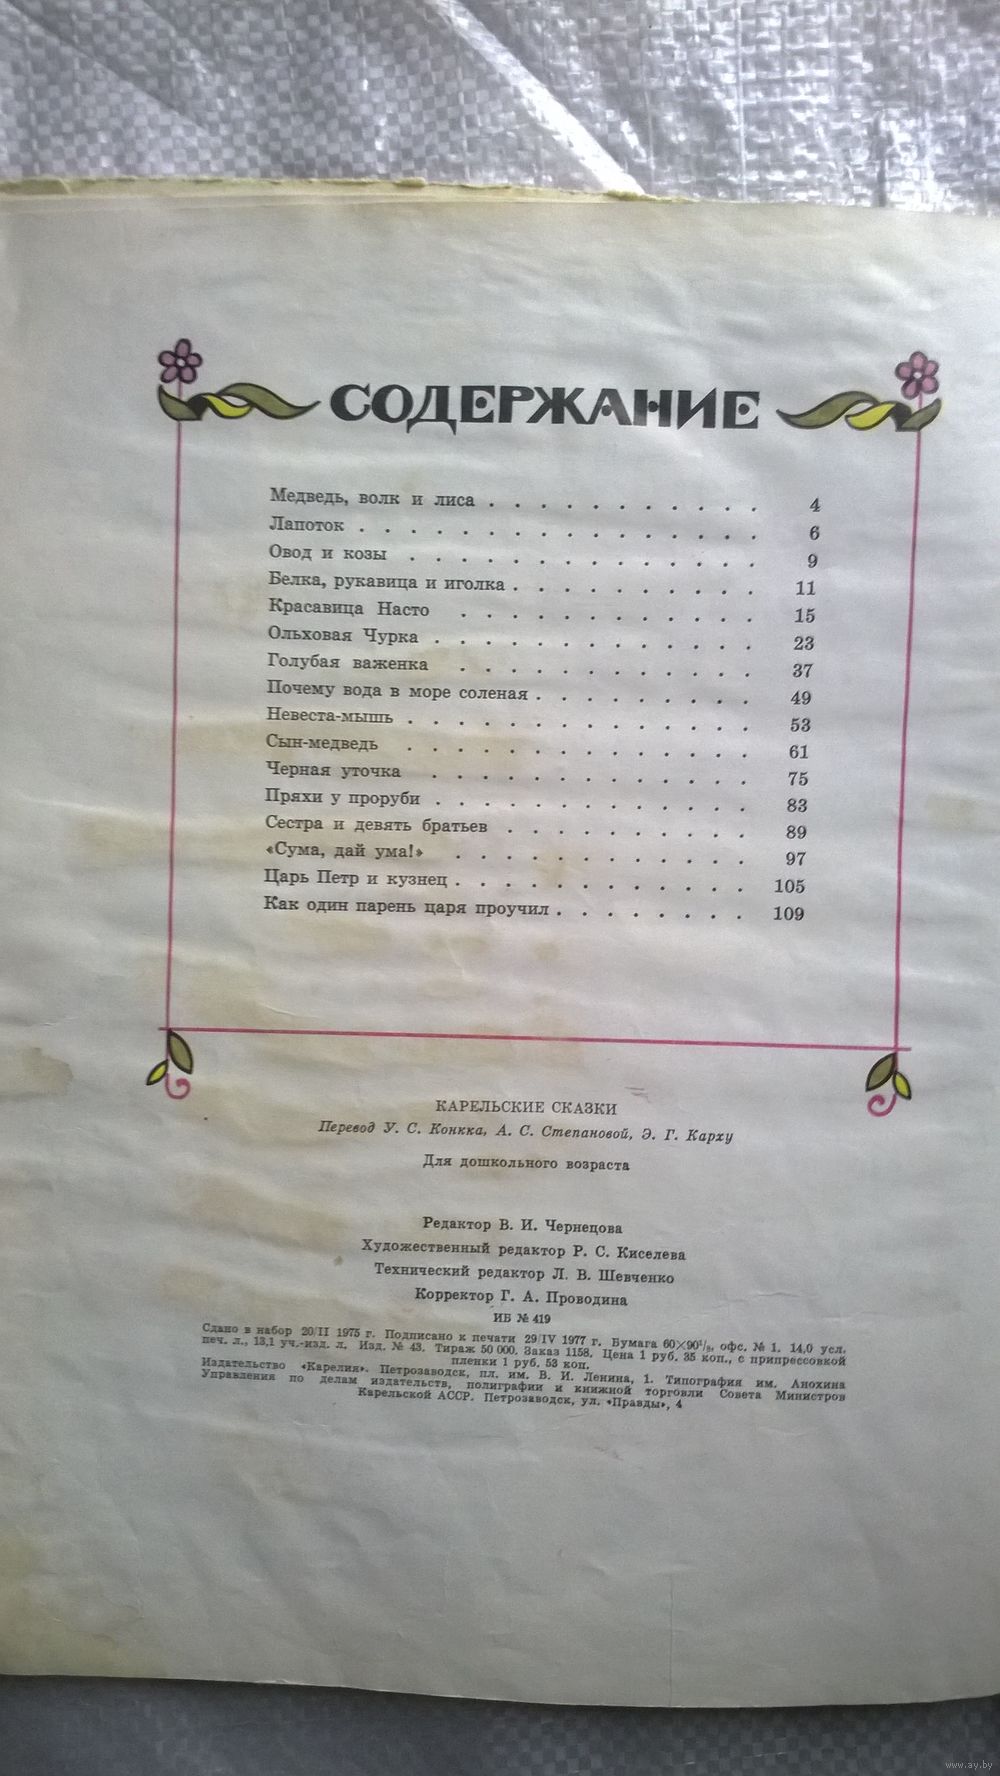 СОДЕРЖАНИЕ
Медведь, волк и лиса . . . . . . . . . . . 4
Лапоток . . . . . . . . . . . . . . . . 6
Овод и козы . . . . . . . . . . . . . . 9
Белка, рукавица и иголка . . . . . . . . . . 11
Красавица Насто . . . . . . . . . . . . 15
Ольховая Чурка . . . . . . . . . . . . . 23
Голубая важенка . . . . . . . . . . . . 37
Почему вода в море соленая . . . . . . . . . 49
Невеста-мышь . . . . . . . . . . . . . . 53
Сын-медведь . . . . . . . . . . . . . . 61
Черная уточка . . . . . . . . . . . . . 75
Пряхи у проруби . . . . . . . . . . . . . 83
Сестра и девять братьев . . . . . . . . . . 89
«Сума, дай ума!» . . . . . . . . . . . . 97
Царь Петр и кузнец . . . . . . . . . . . . 105
Как один парень царя проучил . . . . . . . . 109
КАРЕЛЬСКИЕ СКАЗКИ
Перевод У. С. Конкка, А. С. Степановой, Э. Г. Карху
Для дошкольного возраста
Редактор В. И. Чернецова
Художественный редактор Р. С. Киселева
Технический редактор Л. В. Шевченко
Корректор Г. А. Проводина
ИБ № 419
Сдано в набор 20/II 1975 г. Подписано к печати 29/IV 1977 г. Бумага 60×90¹/₈, офс. № 1. 14,0 усл.
печ. л., 13,1 уч.-изд. л. Изд. № 43. Тираж 50 000. Заказ 1158. Цена 1 руб. 35 коп., с припрессовкой
пленки 1 руб. 53 коп.
Издательство «Карелия». Петрозаводск, пл. им. В. И. Ленина, 1. Типография им. Анохина
Управления по делам издательств, полиграфии и книжной торговли Совета Министров
Карельской АССР. Петрозаводск, ул. «Правды», 4
www.ay.by